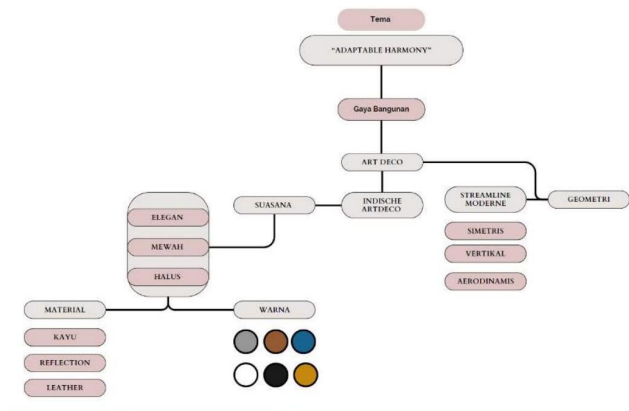 Tema
"ADAPTABLE HARMONY"
Gaya Bangunan
ART DECO
INDISCHE
ARTDECO
STREAMLINE
MODERNE
GEOMETRI
SIMETRIS
VERTIKAL
AERODINAMIS
SUASANA
ELEGAN
MEWAH
HALUS
MATERIAL
WARNA
KAYU
REFLECTION
LEATHER